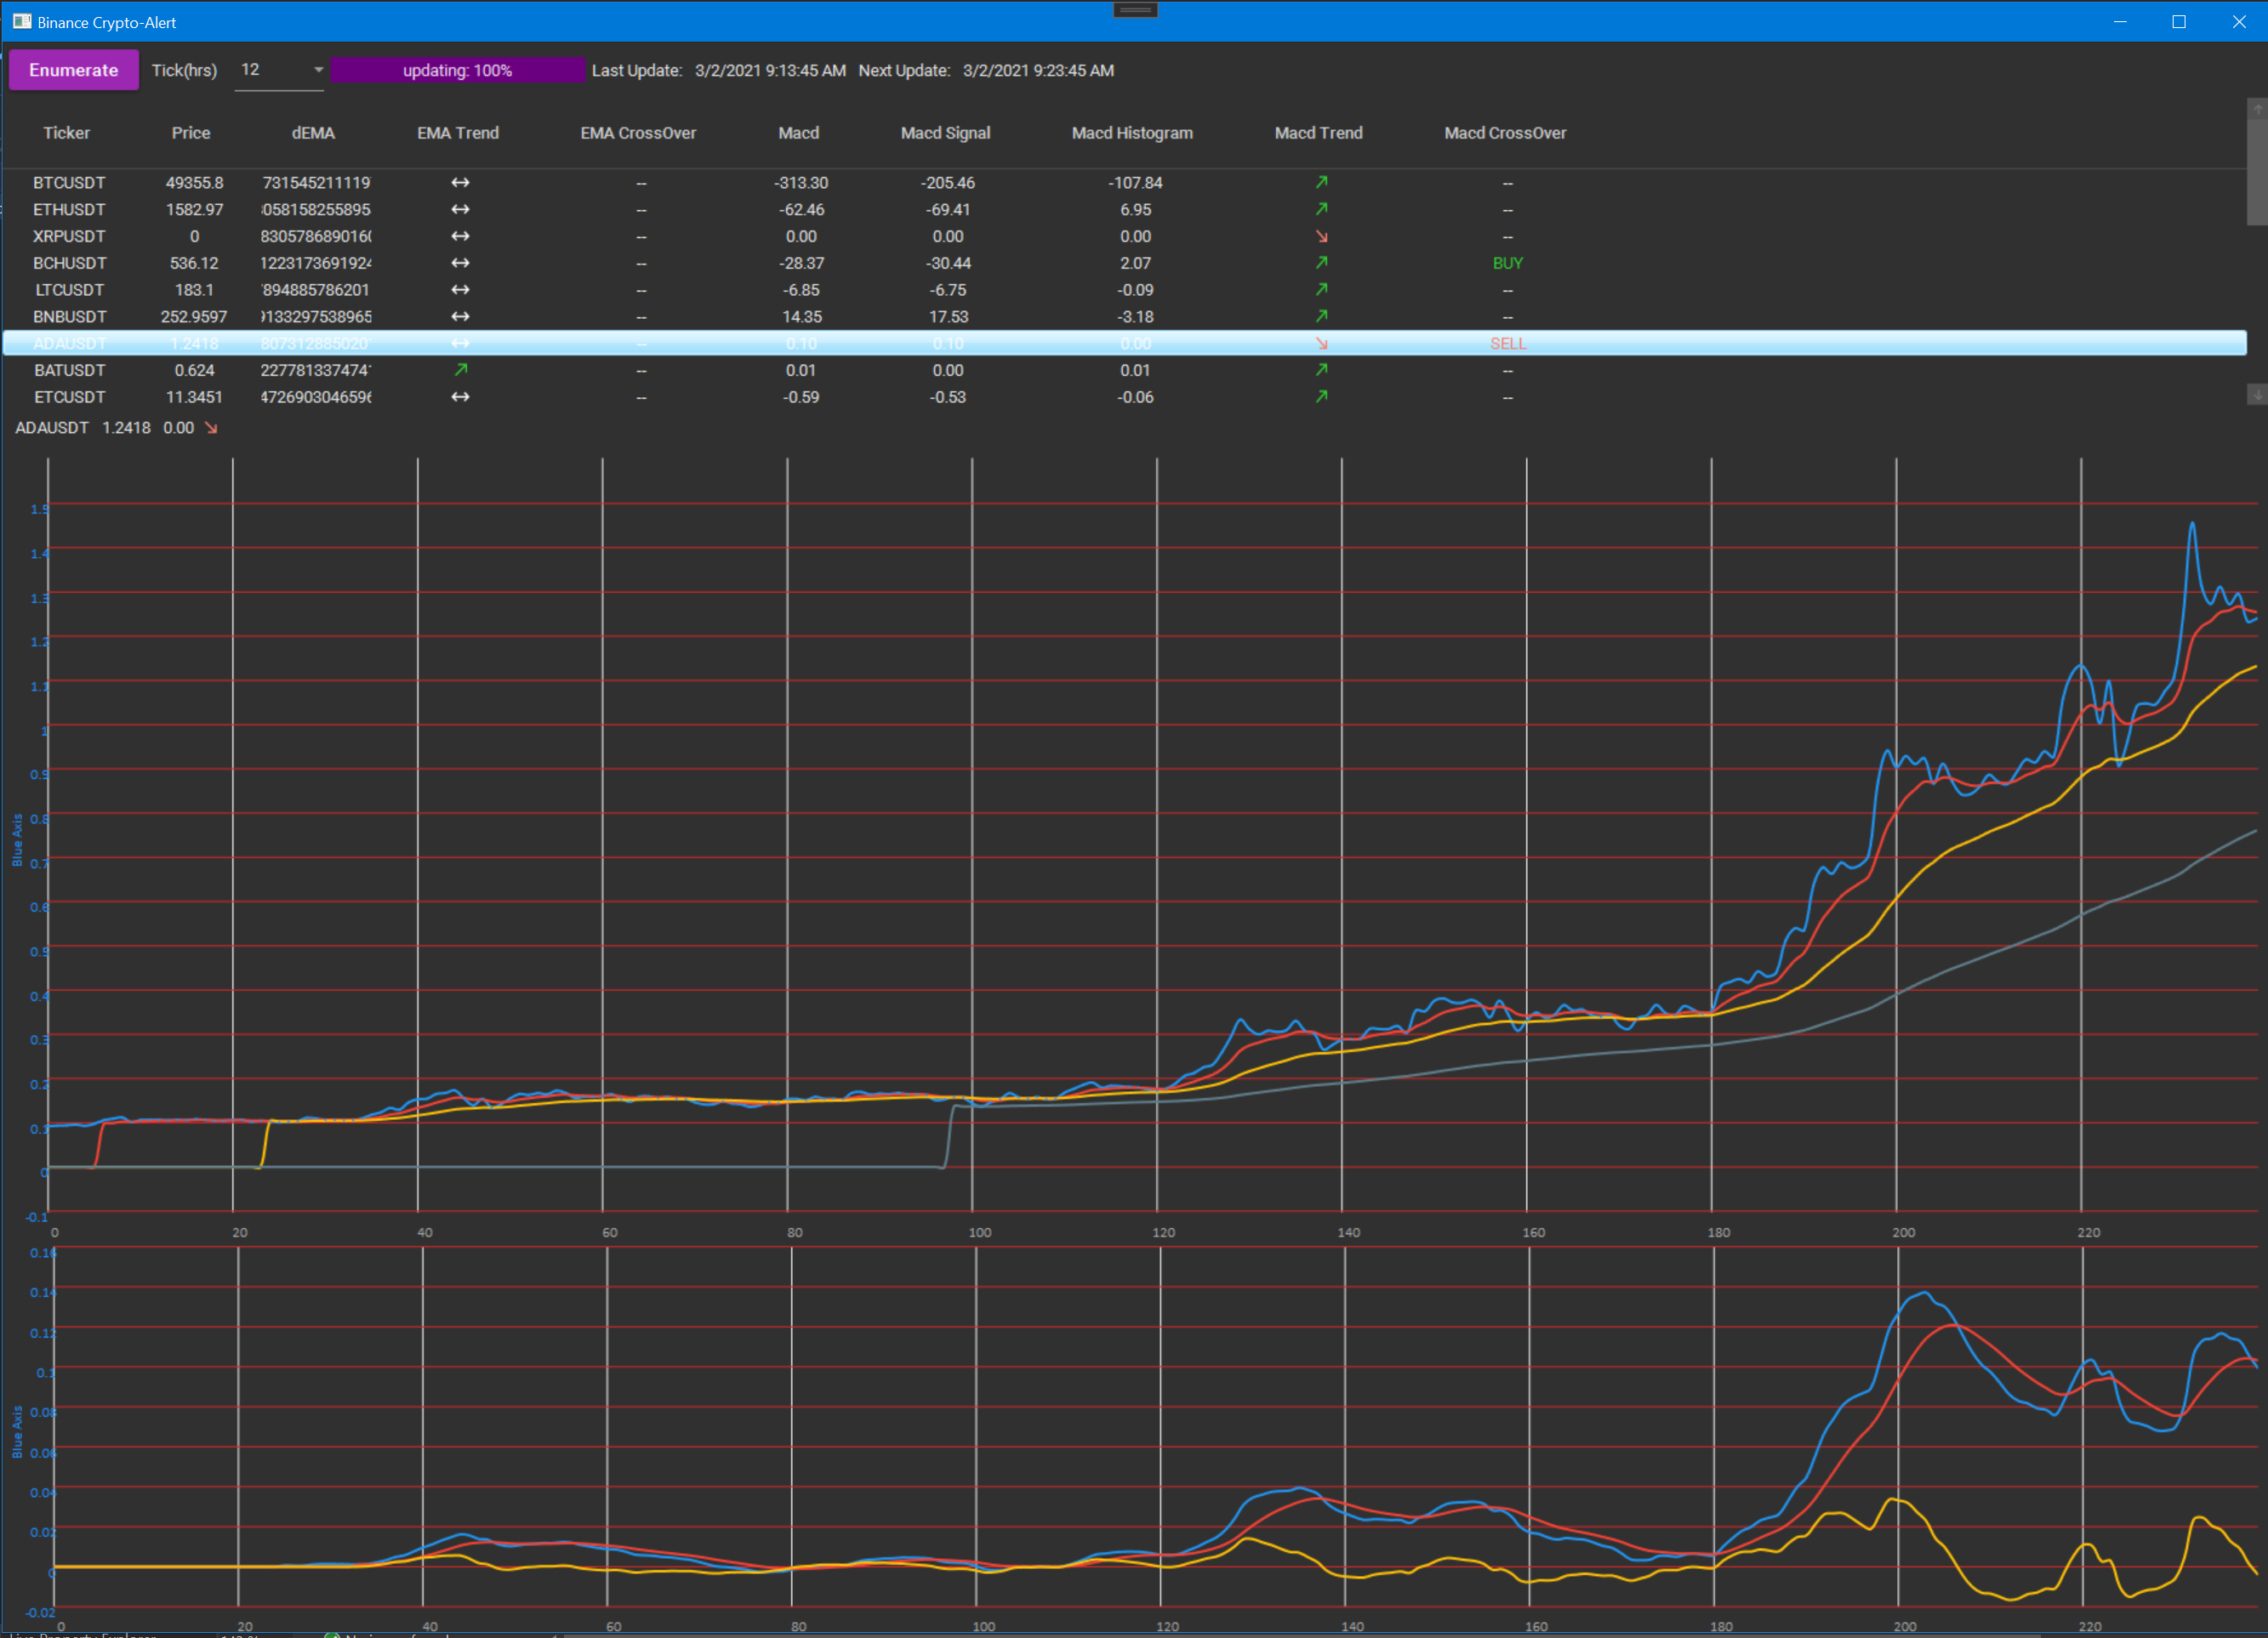 Binance Crypto-Alert
Enumerate Tick(hrs) 12 updating: 100% Last Update: 3/2/2021 9:13:45 AM Next Update: 3/2/2021 9:23:45 AM
Ticker Price dEMA EMA Trend EMA CrossOver Macd Macd Signal Macd Histogram Macd Trend Macd CrossOver
BTCUSDT 49355.8 731545211119 ↔ -- -313.30 -205.46 -107.84 ↗ --
ETHUSDT 1582.97 058158255895 ↔ -- -62.46 -69.41 6.95 ↗ --
XRPUSDT 0 830578689016 ↔ -- 0.00 0.00 0.00 ↘ --
BCHUSDT 536.12 122317369192 ↔ -- -28.37 -30.44 2.07 ↗ BUY
LTCUSDT 183.1 894885786201 ↔ -- -6.85 -6.75 -0.09 ↗ --
BNBUSDT 252.9597 133297538965 ↔ -- 14.35 17.53 -3.18 ↗ --
ADAUSDT 1.2418 807312885020 ↔ -- 0.10 0.10 0.00 ↘ SELL
BATUSDT 0.624 227781337474 ↗ -- 0.01 0.00 0.01 ↗ --
ETCUSDT 11.3451 472690304659 ↔ -- -0.59 -0.53 -0.06 ↗ --
ADAUSDT 1.2418 0.00 ↘
1.5
1.4
1.3
1.2
1.1
1
0.9
0.8
0.7
0.6
0.5
0.4
0.3
0.2
0.1
0
-0.1
Blue Axis
0 20 40 60 80 100 120 140 160 180 200 220
0.16
0.14
0.12
0.1
0.08
0.06
0.04
0.02
0
-0.02
Blue Axis
0 20 40 60 80 100 120 140 160 180 200 220